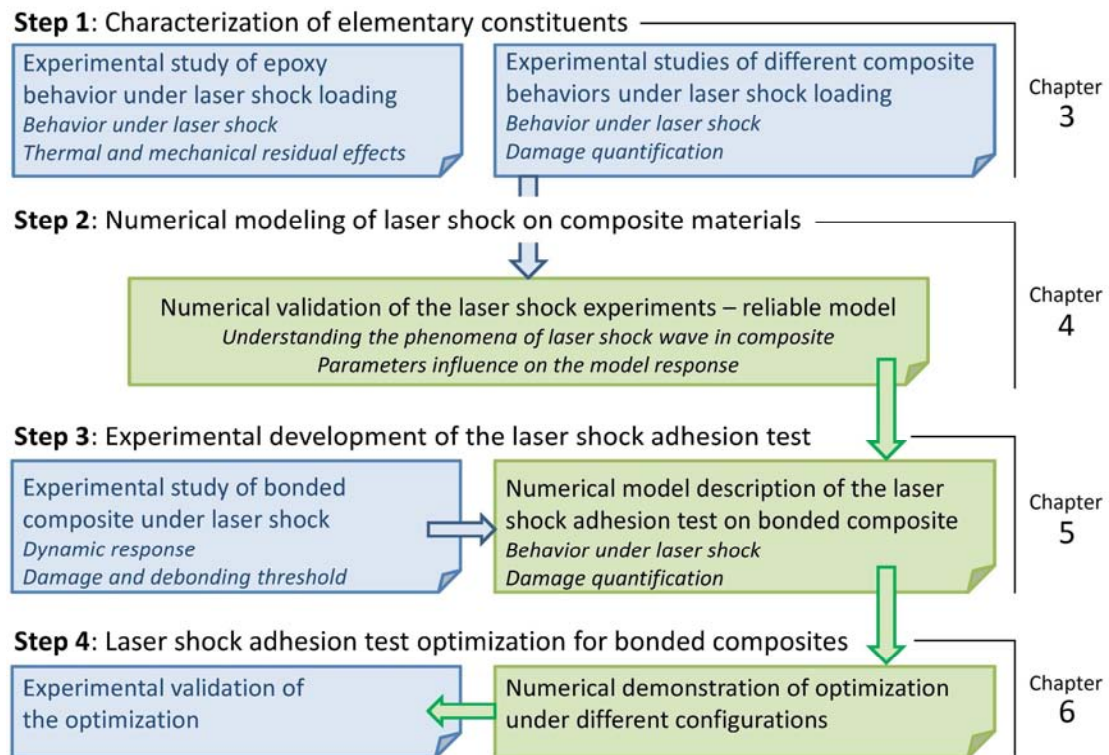 Step 1: Characterization of elementary constituents
Experimental study of epoxy
behavior under laser shock loading
Behavior under laser shock
Thermal and mechanical residual effects
Experimental studies of different composite
behaviors under laser shock loading
Behavior under laser shock
Damage quantification
Chapter
3
Step 2: Numerical modeling of laser shock on composite materials
Numerical validation of the laser shock experiments – reliable model
Understanding the phenomena of laser shock wave in composite
Parameters influence on the model response
Chapter
4
Step 3: Experimental development of the laser shock adhesion test
Experimental study of bonded
composite under laser shock
Dynamic response
Damage and debonding threshold
Numerical model description of the laser
shock adhesion test on bonded composite
Behavior under laser shock
Damage quantification
Chapter
5
Step 4: Laser shock adhesion test optimization for bonded composites
Experimental validation of
the optimization
Numerical demonstration of optimization
under different configurations
Chapter
6